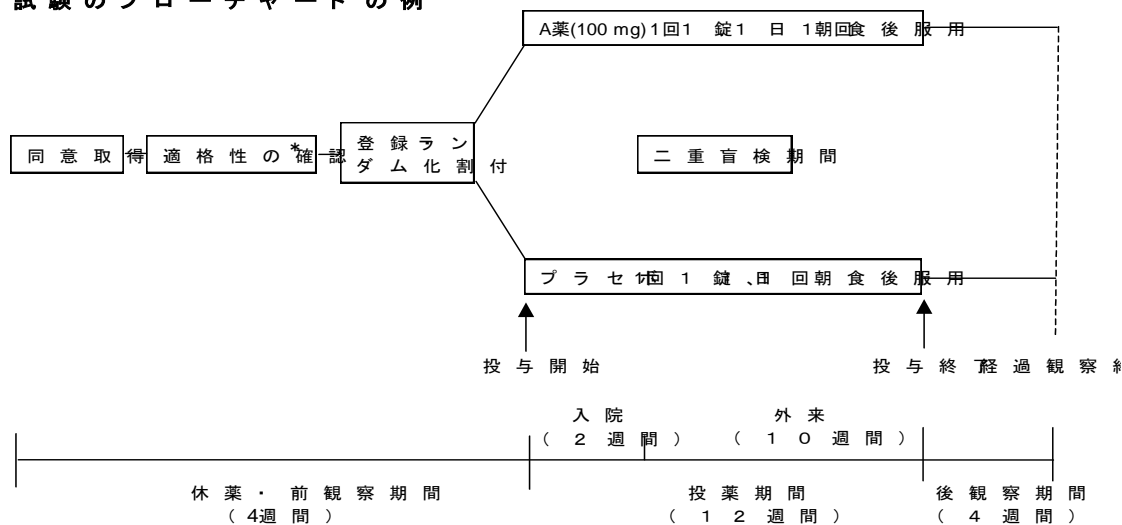 試験のフローチャートの例
A薬(100 mg)1回1錠1日1回朝食後服用
同意取得
適格性の確認*
登録ラン
ダム化割付
二重盲検期間
プラセボ1回1錠、1日1回朝食後服用
投与開始
投与終了
経過観察終
入院
(2週間)
外来
(10週間)
休薬・前観察期間
(4週間)
投薬期間
(12週間)
後観察期間
(4週間)